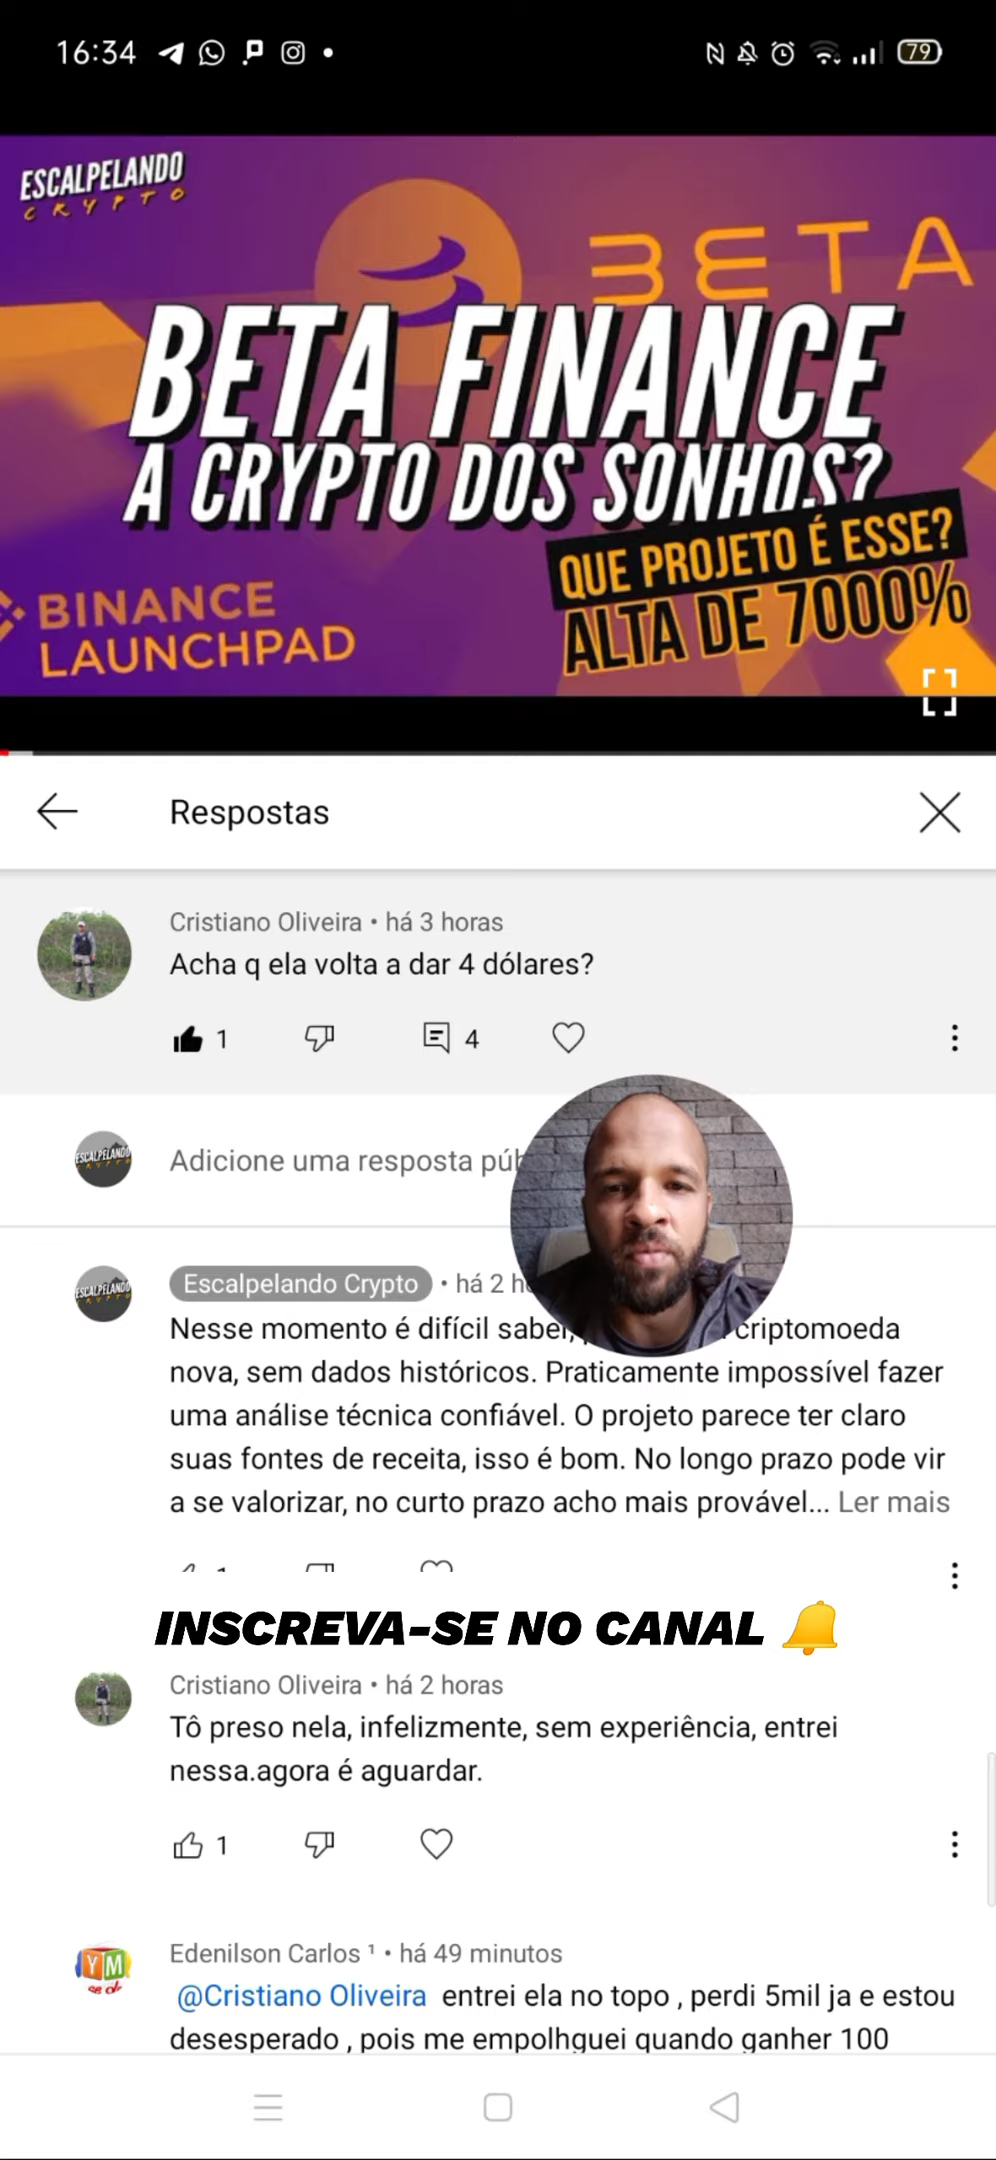 16:34
79
ESCALPELANDO
CRYPTO
BETA
BETA FINANCE
A CRYPTO DOS SONHOS?
QUE PROJETO É ESSE?
ALTA DE 7000%
BINANCE
LAUNCHPAD
Respostas
Cristiano Oliveira • há 3 horas
Acha q ela volta a dar 4 dólares?
1 4
ESCALPELANDO
CRYPTO
Adicione uma resposta
ESCALPELANDO
CRYPTO
Escalpelando Crypto • há 2
Nesse momento é difícil saber, criptomoeda
nova, sem dados históricos. Praticamente impossível fazer
uma análise técnica confiável. O projeto parece ter claro
suas fontes de receita, isso é bom. No longo prazo pode vir
a se valorizar, no curto prazo acho mais provável... Ler mais
INSCREVA-SE NO CANAL 🔔
Cristiano Oliveira • há 2 horas
Tô preso nela, infelizmente, sem experiência, entrei
nessa.agora é aguardar.
1
YM
Edenilson Carlos ¹ • há 49 minutos
@Cristiano Oliveira entrei ela no topo , perdi 5mil ja e estou
desesperado , pois me empolhguei quando ganher 100